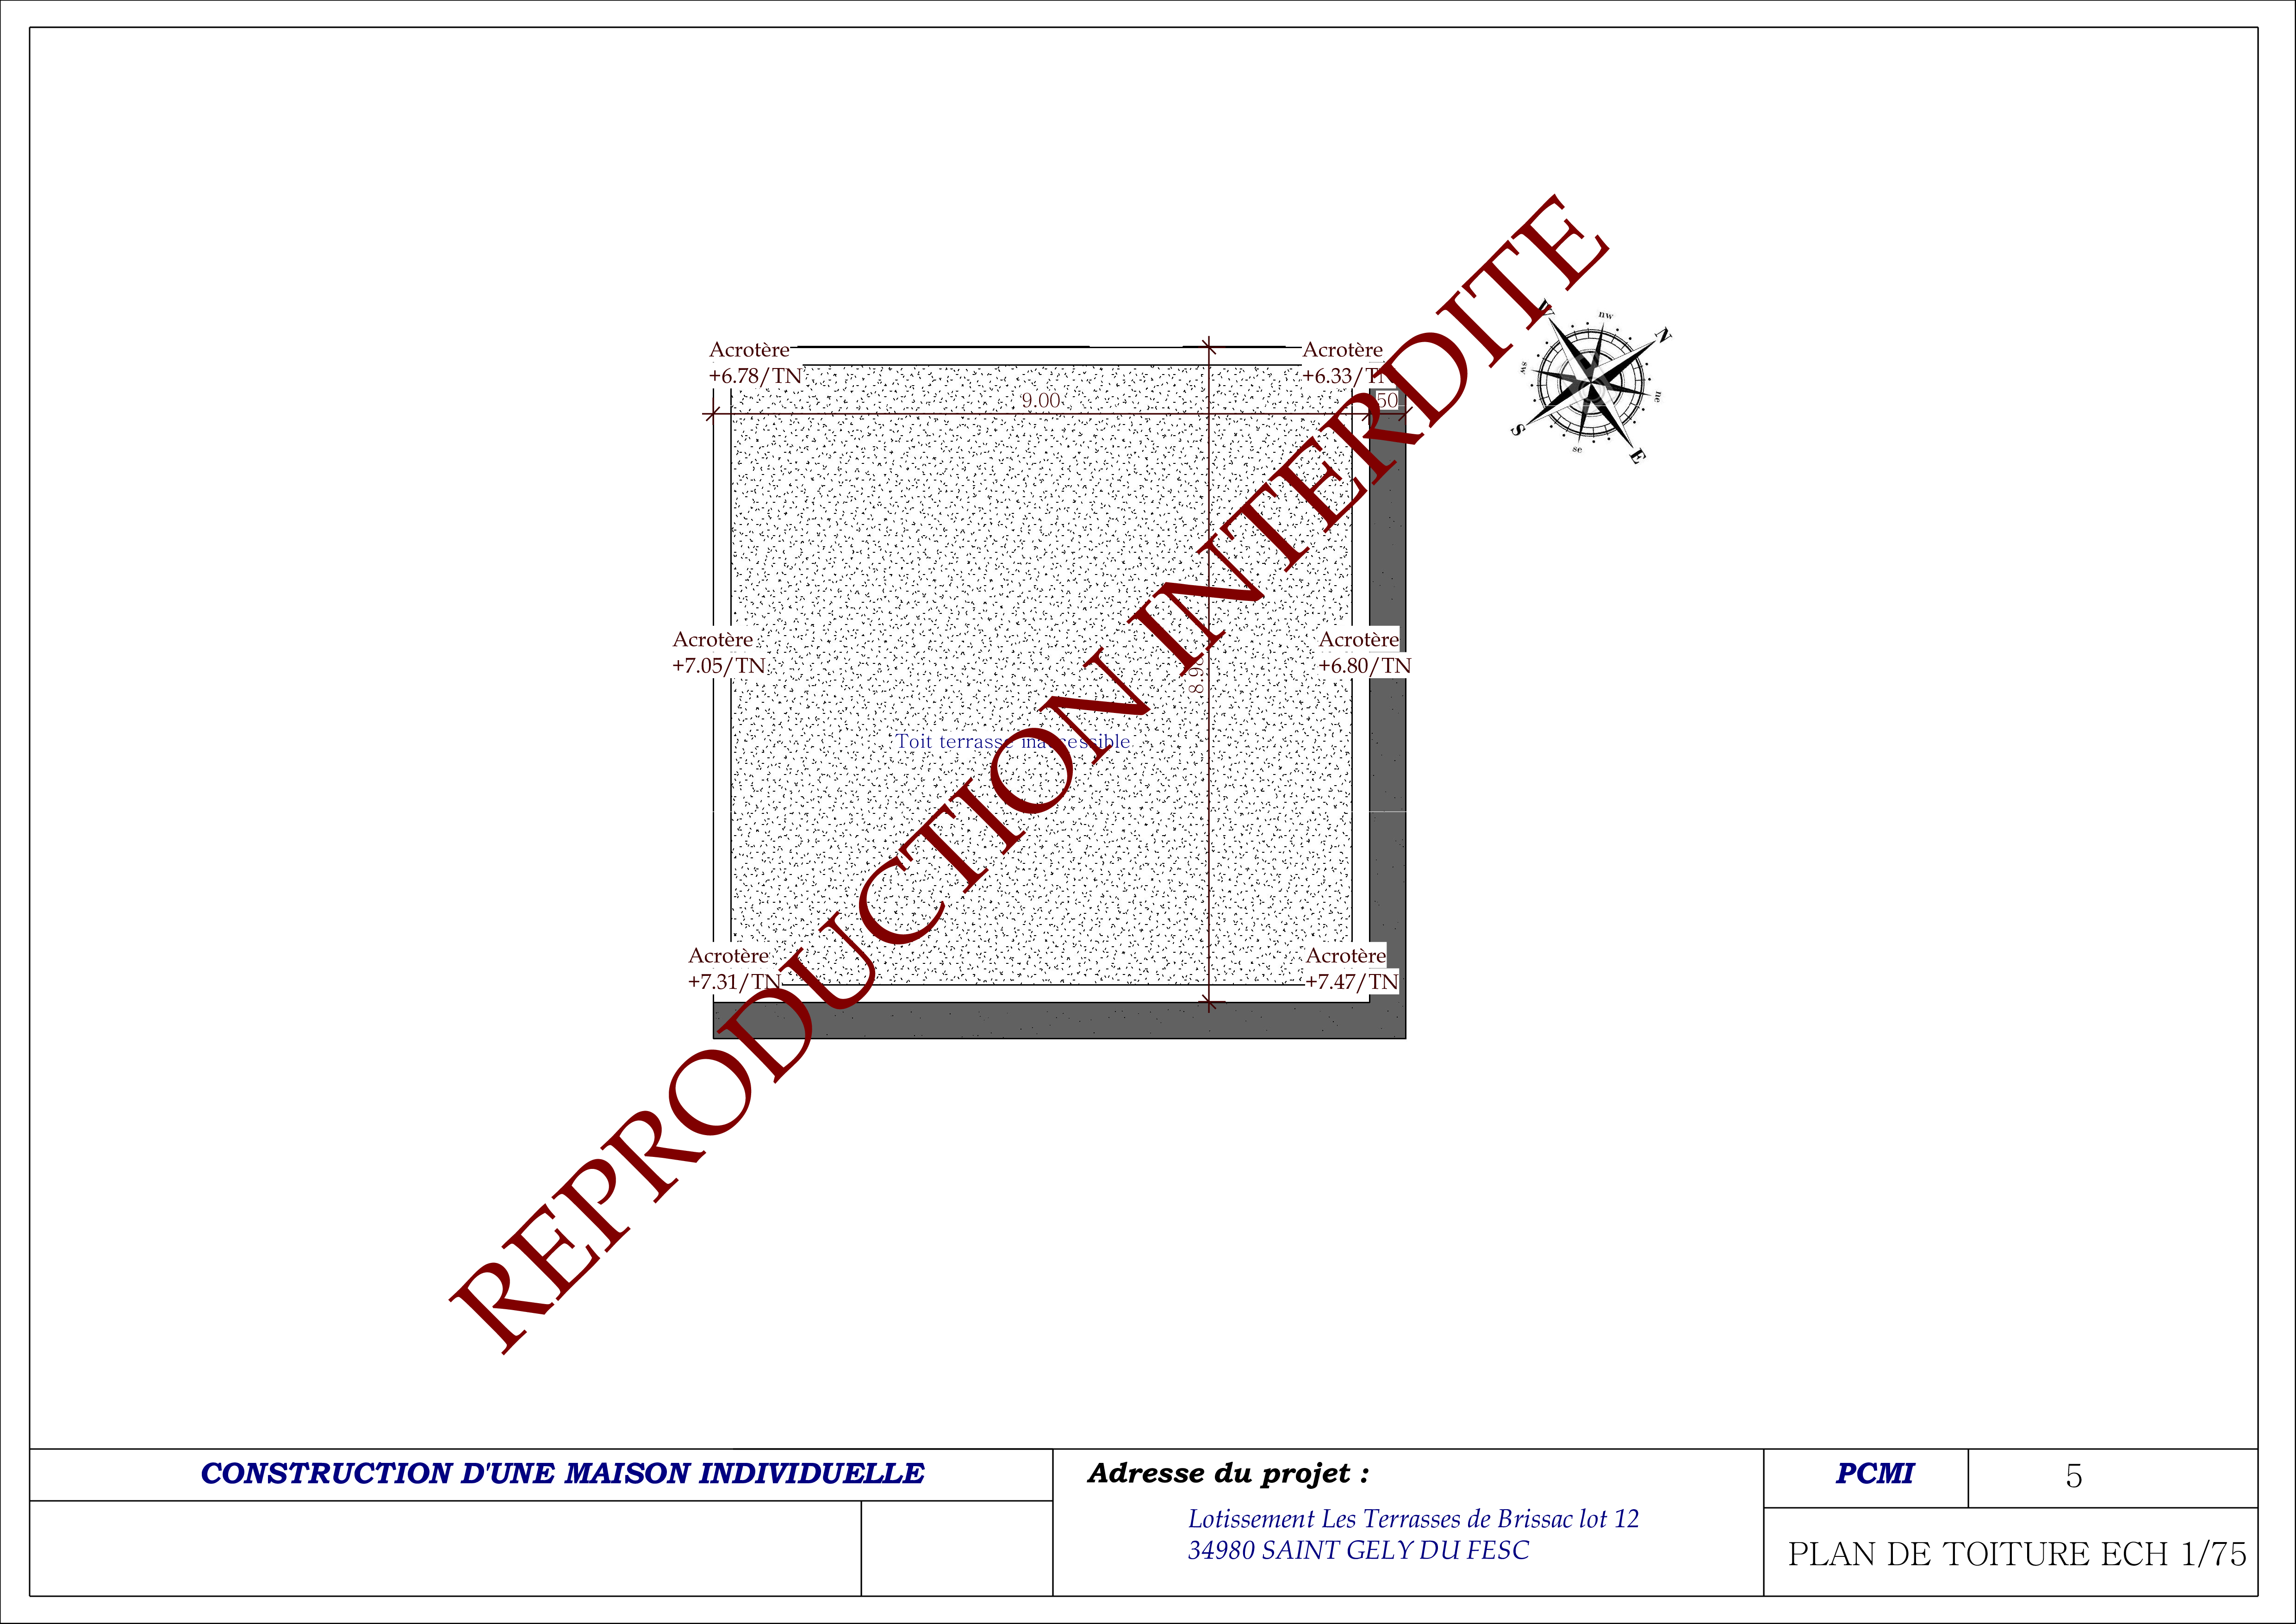 REPRODUCTION INTERDITE
Acrotère
+6.78/TN
Acrotère
+6.33/TN
9.00
50
W
nw
N
sw
ne
S
se
E
Acrotère
+7.05/TN
Acrotère
+6.80/TN
Toit terrasse inaccessible
Acrotère
+7.31/TN
Acrotère
+7.47/TN
CONSTRUCTION D'UNE MAISON INDIVIDUELLE
Adresse du projet :
Lotissement Les Terrasses de Brissac lot 12
34980 SAINT GELY DU FESC
PCMI
5
PLAN DE TOITURE ECH 1/75